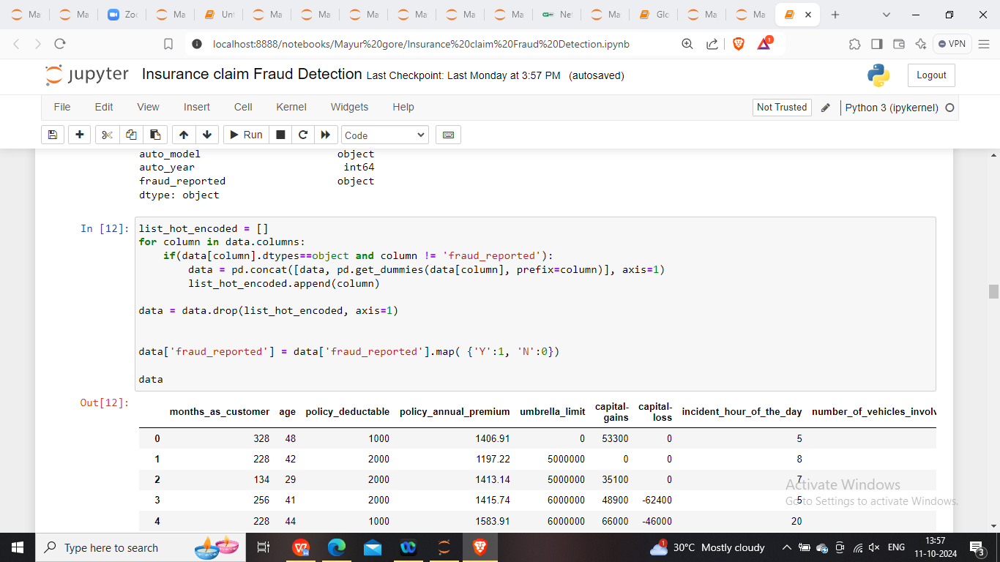 Ma
Ma
Zoo
Ma
Unt
Ma
Ma
Ma
Ma
Ma
Ma
Ne
Ma
Glo
Ma
Ma
localhost:8888/notebooks/Mayur%20gore/Insurance%20claim%20Fraud%20Detection.ipynb
1
VPN
jupyter Insurance claim Fraud Detection Last Checkpoint: Last Monday at 3:57 PM (autosaved)
Logout
File Edit View Insert Cell Kernel Widgets Help
Not Trusted Python 3 (ipykernel)
Run Code
auto_model object
auto_year int64
fraud_reported object
dtype: object
In [12]: list_hot_encoded = []
for column in data.columns:
    if(data[column].dtypes==object and column != 'fraud_reported'):
        data = pd.concat([data, pd.get_dummies(data[column], prefix=column)], axis=1)
        list_hot_encoded.append(column)
data = data.drop(list_hot_encoded, axis=1)
data['fraud_reported'] = data['fraud_reported'].map( {'Y':1, 'N':0})
data
Out[12]:
months_as_customer age policy_deductable policy_annual_premium umbrella_limit capital-gains capital-loss incident_hour_of_the_day number_of_vehicles_involv
0 328 48 1000 1406.91 0 53300 0 5
1 228 42 2000 1197.22 5000000 0 0 8
2 134 29 2000 1413.14 5000000 35100 0 7
3 256 41 2000 1415.74 6000000 48900 -62400 5
4 228 44 1000 1583.91 6000000 66000 -46000 20
Activate Windows
Go to Settings to activate Windows.
Type here to search
1
30°C Mostly cloudy
ENG
13:57
11-10-2024
3